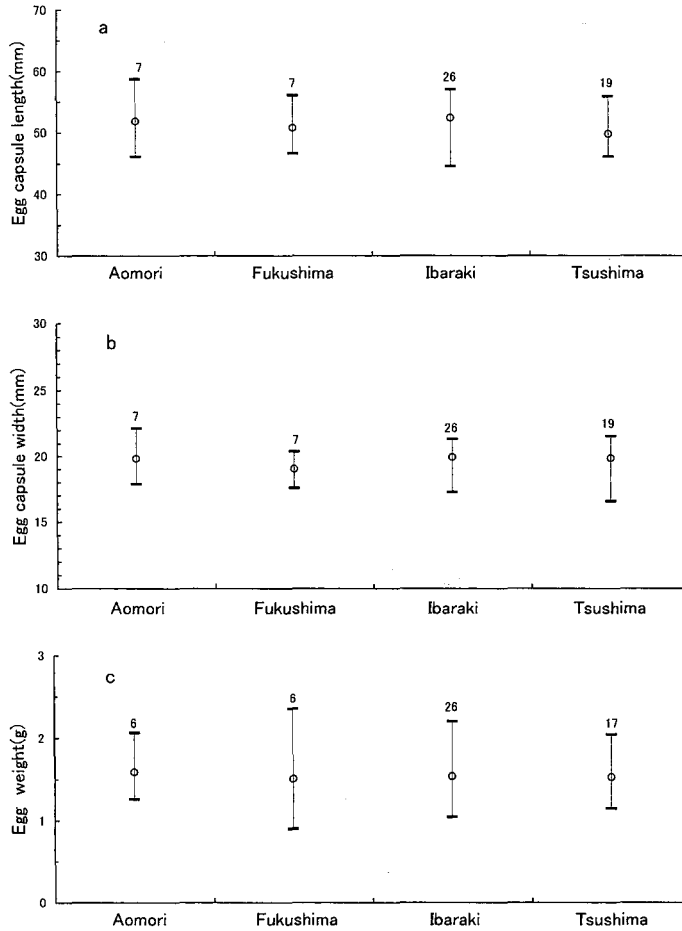 a
Egg capsule length(mm)
70
60
50
40
30
7
7
26
19
Aomori Fukushima Ibaraki Tsushima
b
Egg capsule width(mm)
30
25
20
15
10
7
7
26
19
Aomori Fukushima Ibaraki Tsushima
c
Egg weight(g)
3
2
1
0
6
6
26
17
Aomori Fukushima Ibaraki Tsushima